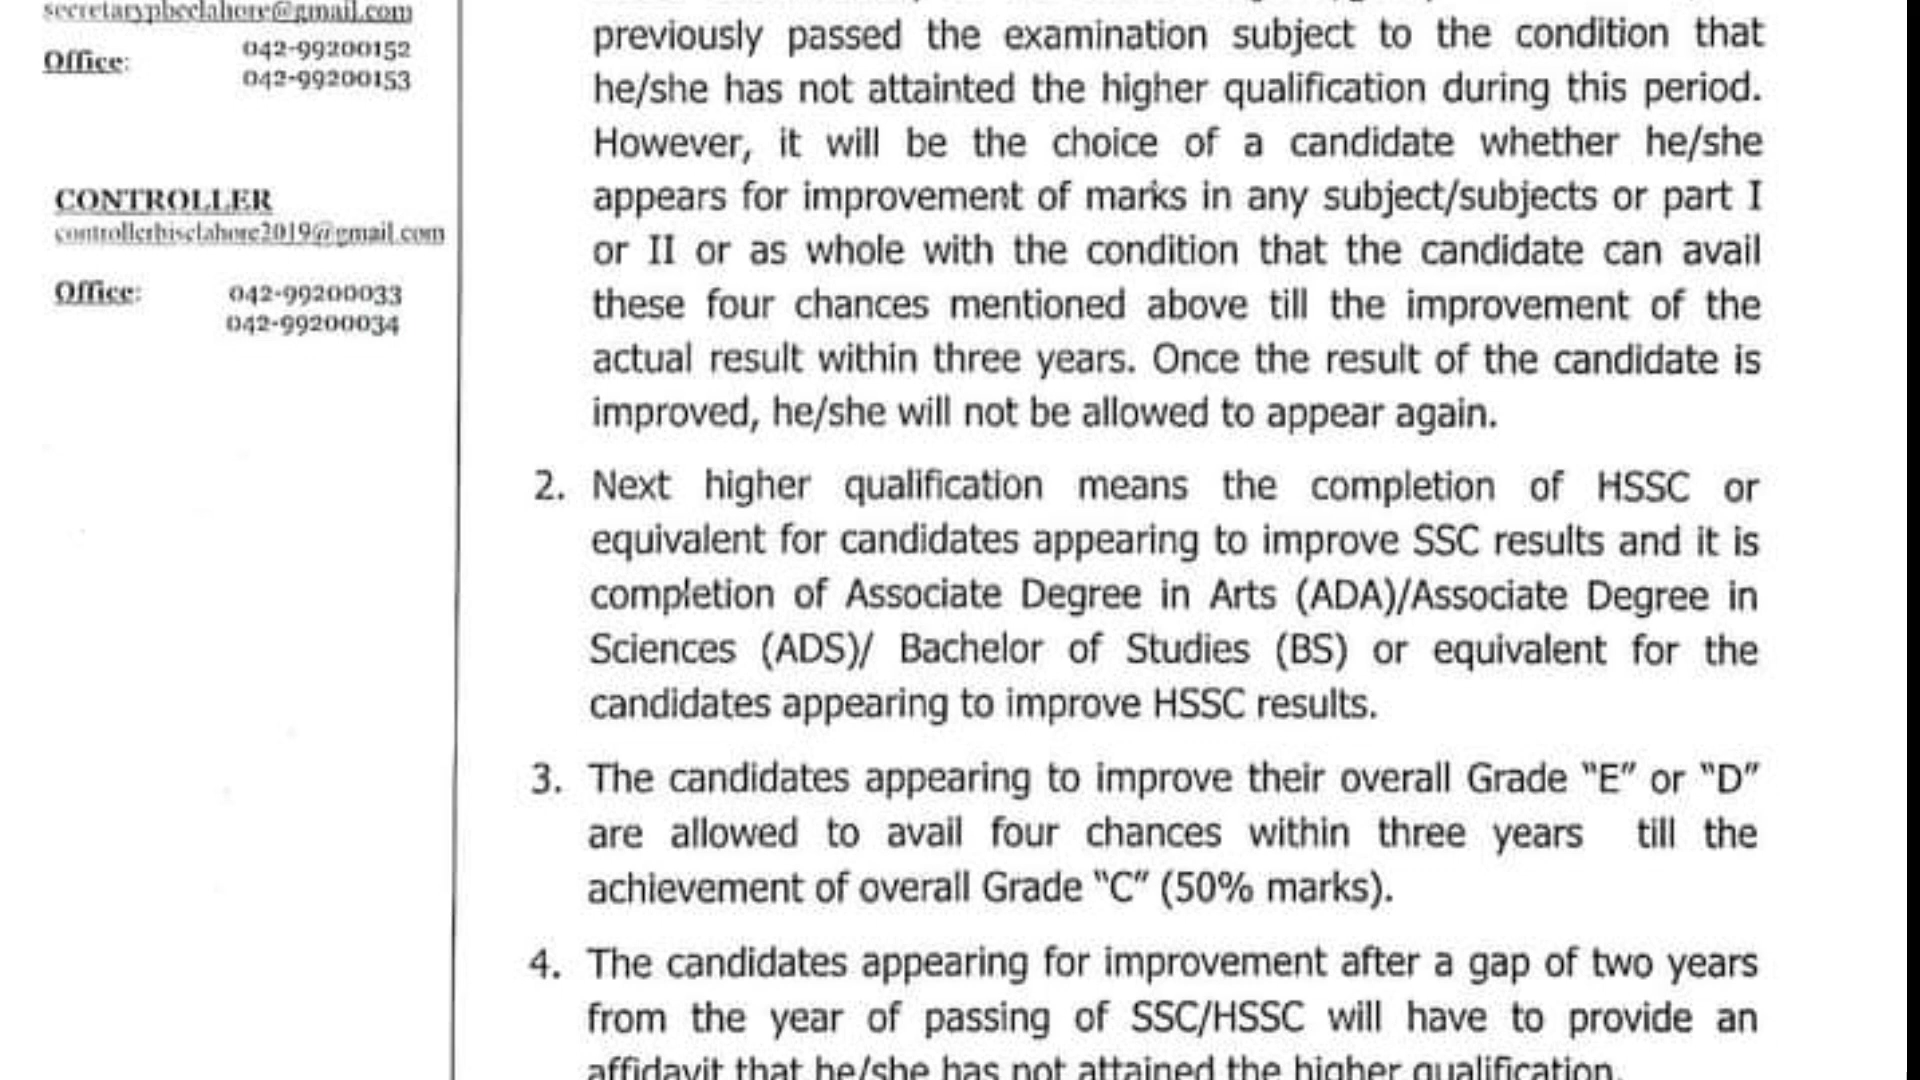 secretarypbcclahore@gmail.com
Office: 042-99200152
042-99200153
CONTROLLER
controllerbiselahore2019@gmail.com
Office: 042-99200033
042-99200034
previously passed the examination subject to the condition that
he/she has not attainted the higher qualification during this period.
However, it will be the choice of a candidate whether he/she
appears for improvement of marks in any subject/subjects or part I
or II or as whole with the condition that the candidate can avail
these four chances mentioned above till the improvement of the
actual result within three years. Once the result of the candidate is
improved, he/she will not be allowed to appear again.
2. Next higher qualification means the completion of HSSC or
equivalent for candidates appearing to improve SSC results and it is
completion of Associate Degree in Arts (ADA)/Associate Degree in
Sciences (ADS)/ Bachelor of Studies (BS) or equivalent for the
candidates appearing to improve HSSC results.
3. The candidates appearing to improve their overall Grade “E” or “D”
are allowed to avail four chances within three years till the
achievement of overall Grade “C” (50% marks).
4. The candidates appearing for improvement after a gap of two years
from the year of passing of SSC/HSSC will have to provide an
affidavit that he/she has not attained the higher qualification.